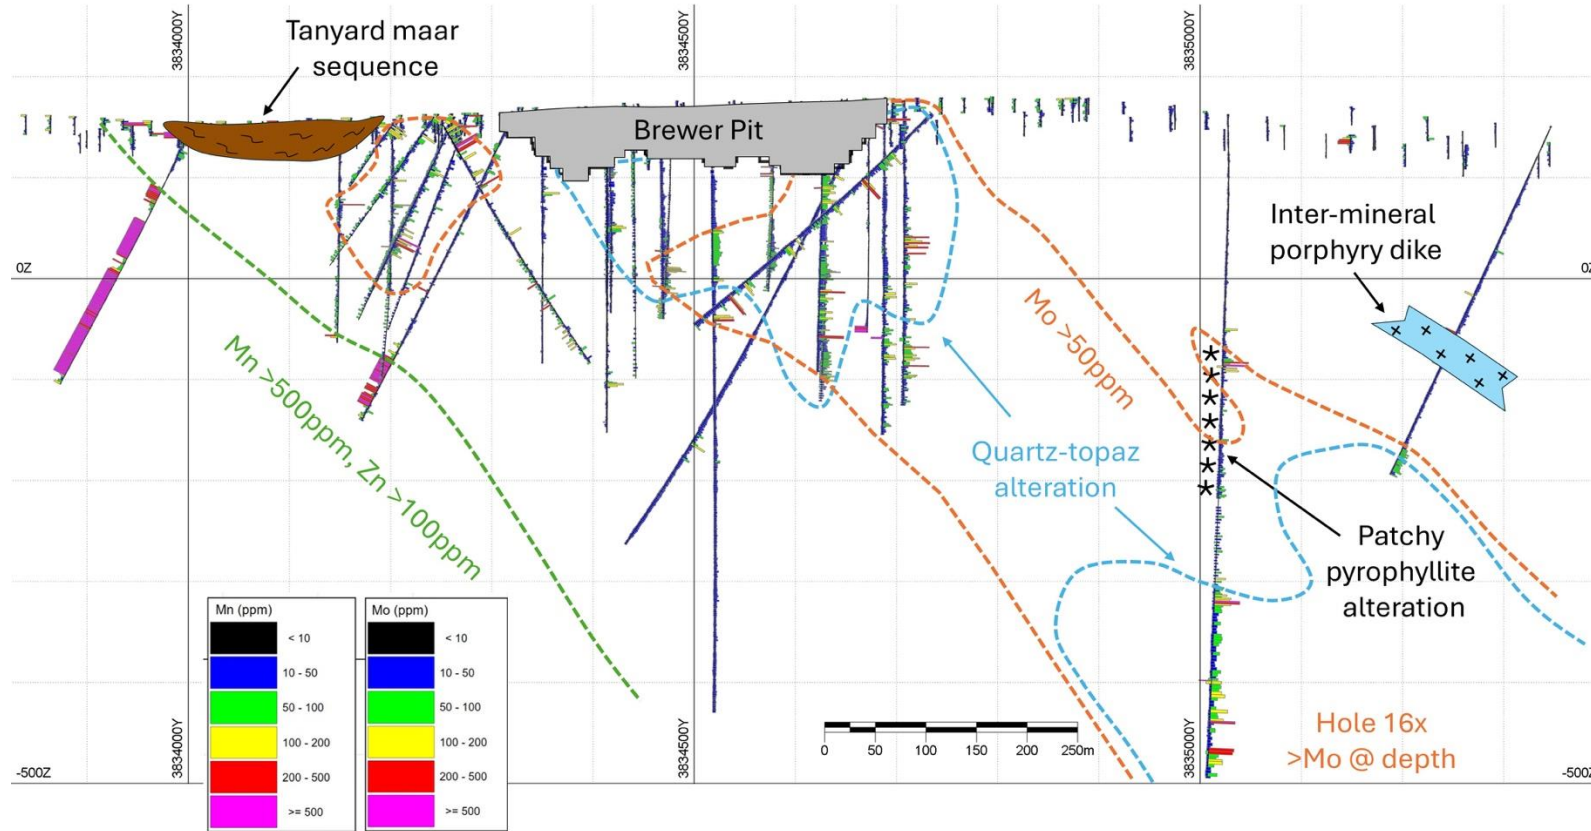 3834000Y
3834500Y
3835000Y
Tanyard maar
sequence
Brewer Pit
Inter-mineral
porphyry dike
0Z
0Z
Mn >500ppm, Zn >100ppm
Mo >50ppm
Quartz-topaz
alteration
Patchy
pyrophyllite
alteration
Hole 16x
>Mo @ depth
Mn (ppm)
< 10
10 - 50
50 - 100
100 - 200
200 - 500
>= 500
Mo (ppm)
< 10
10 - 50
50 - 100
100 - 200
200 - 500
>= 500
0 50 100 150 200 250m
-500Z
-500Z
3834000Y
3834500Y
3835000Y